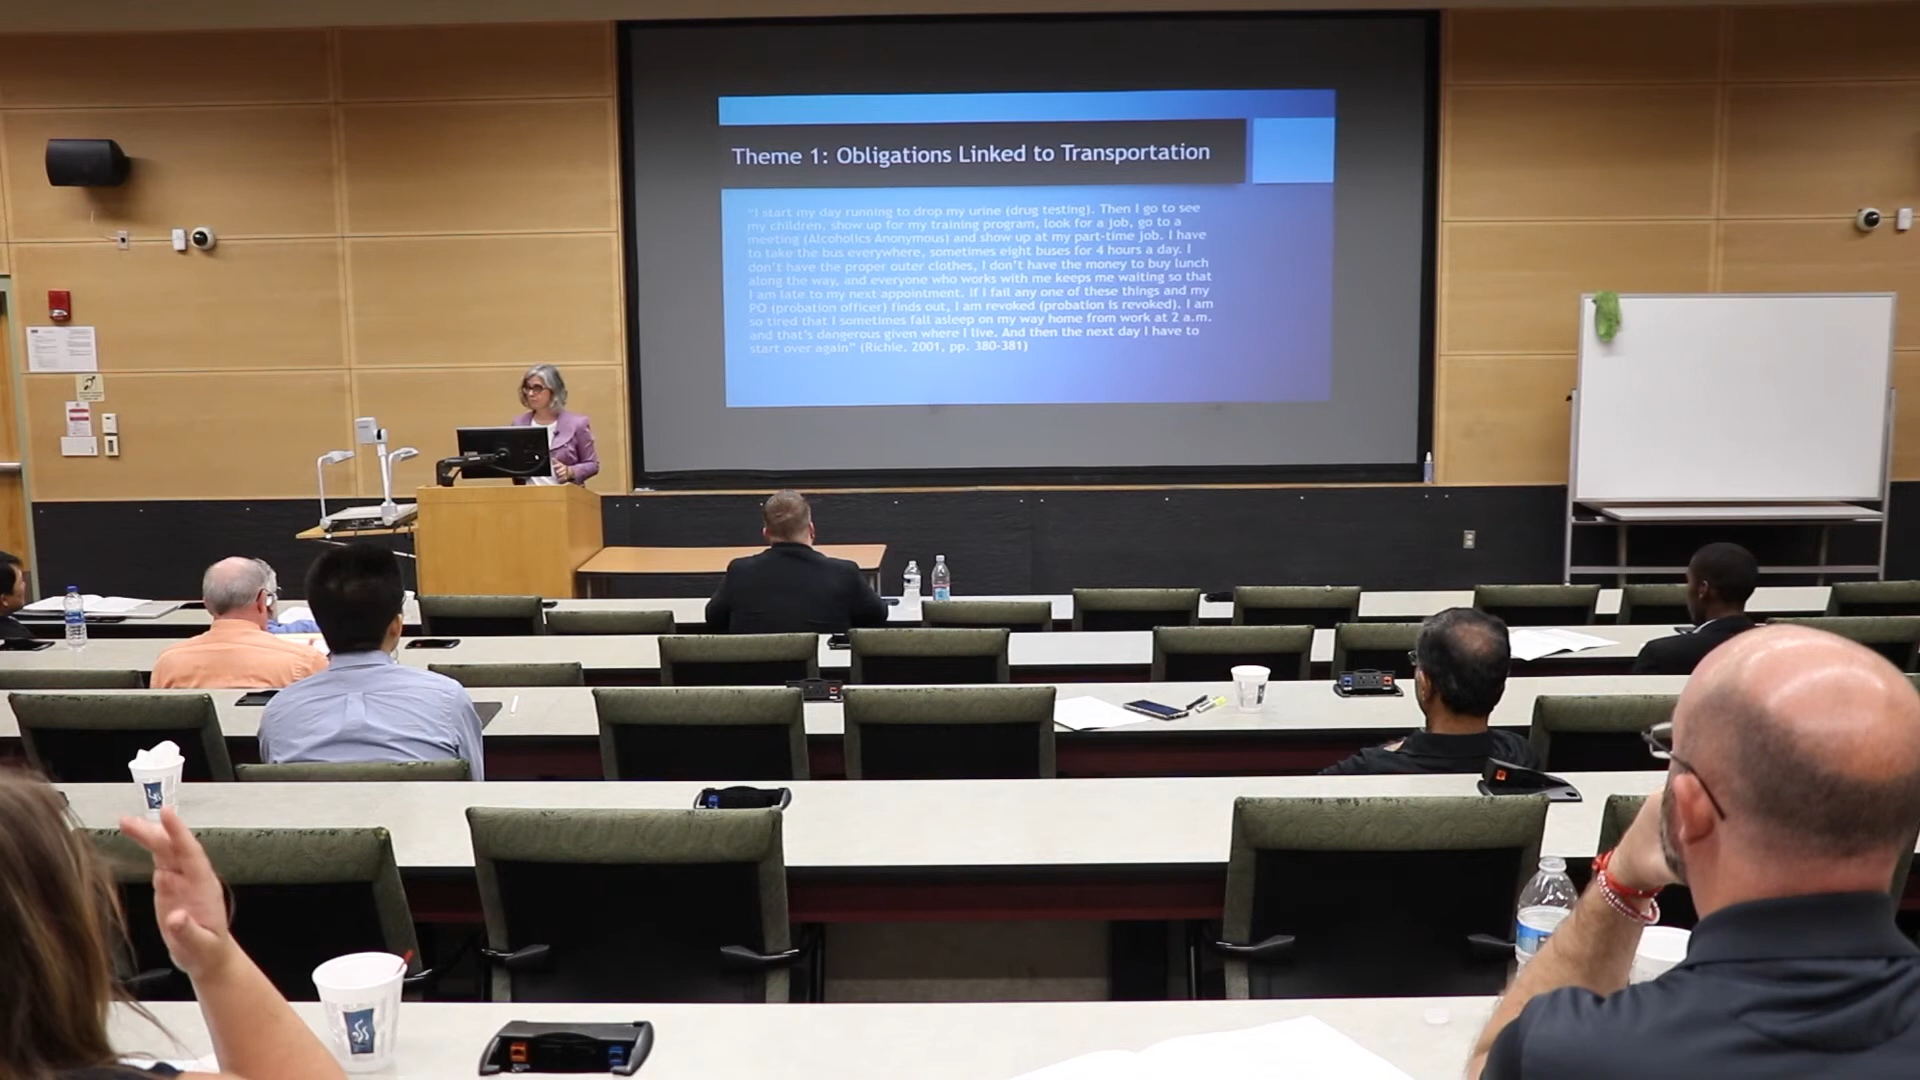 Theme 1: Obligations Linked to Transportation
"I start my day running to drop my urine (drug testing). Then I go to see
my children, show up for my training program, look for a job, go to a
meeting (Alcoholics Anonymous) and show up at my part-time job. I have
to take the bus everywhere, sometimes eight buses for 4 hours a day. I
don't have the proper outer clothes, I don't have the money to buy lunch
along the way, and everyone who works with me keeps me waiting so that
I am late to my next appointment. If I fail any one of these things and my
PO (probation officer) finds out, I am revoked (probation is revoked). I am
so tired that I sometimes fall asleep on my way home from work at 2 a.m.
and that's dangerous given where I live. And then the next day I have to
start over again" (Richie, 2001, pp. 380-381)